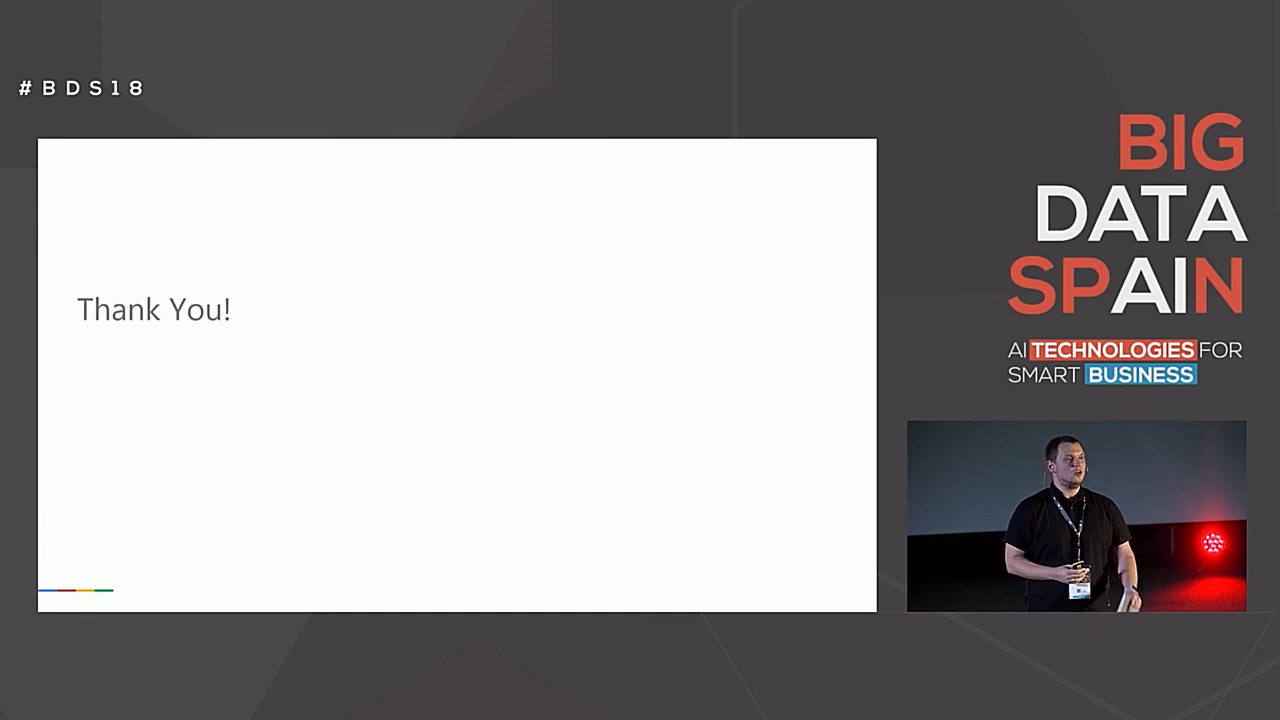 #BDS18
BIG
DATA
SPAIN
AI TECHNOLOGIES FOR
SMART BUSINESS
Thank You!